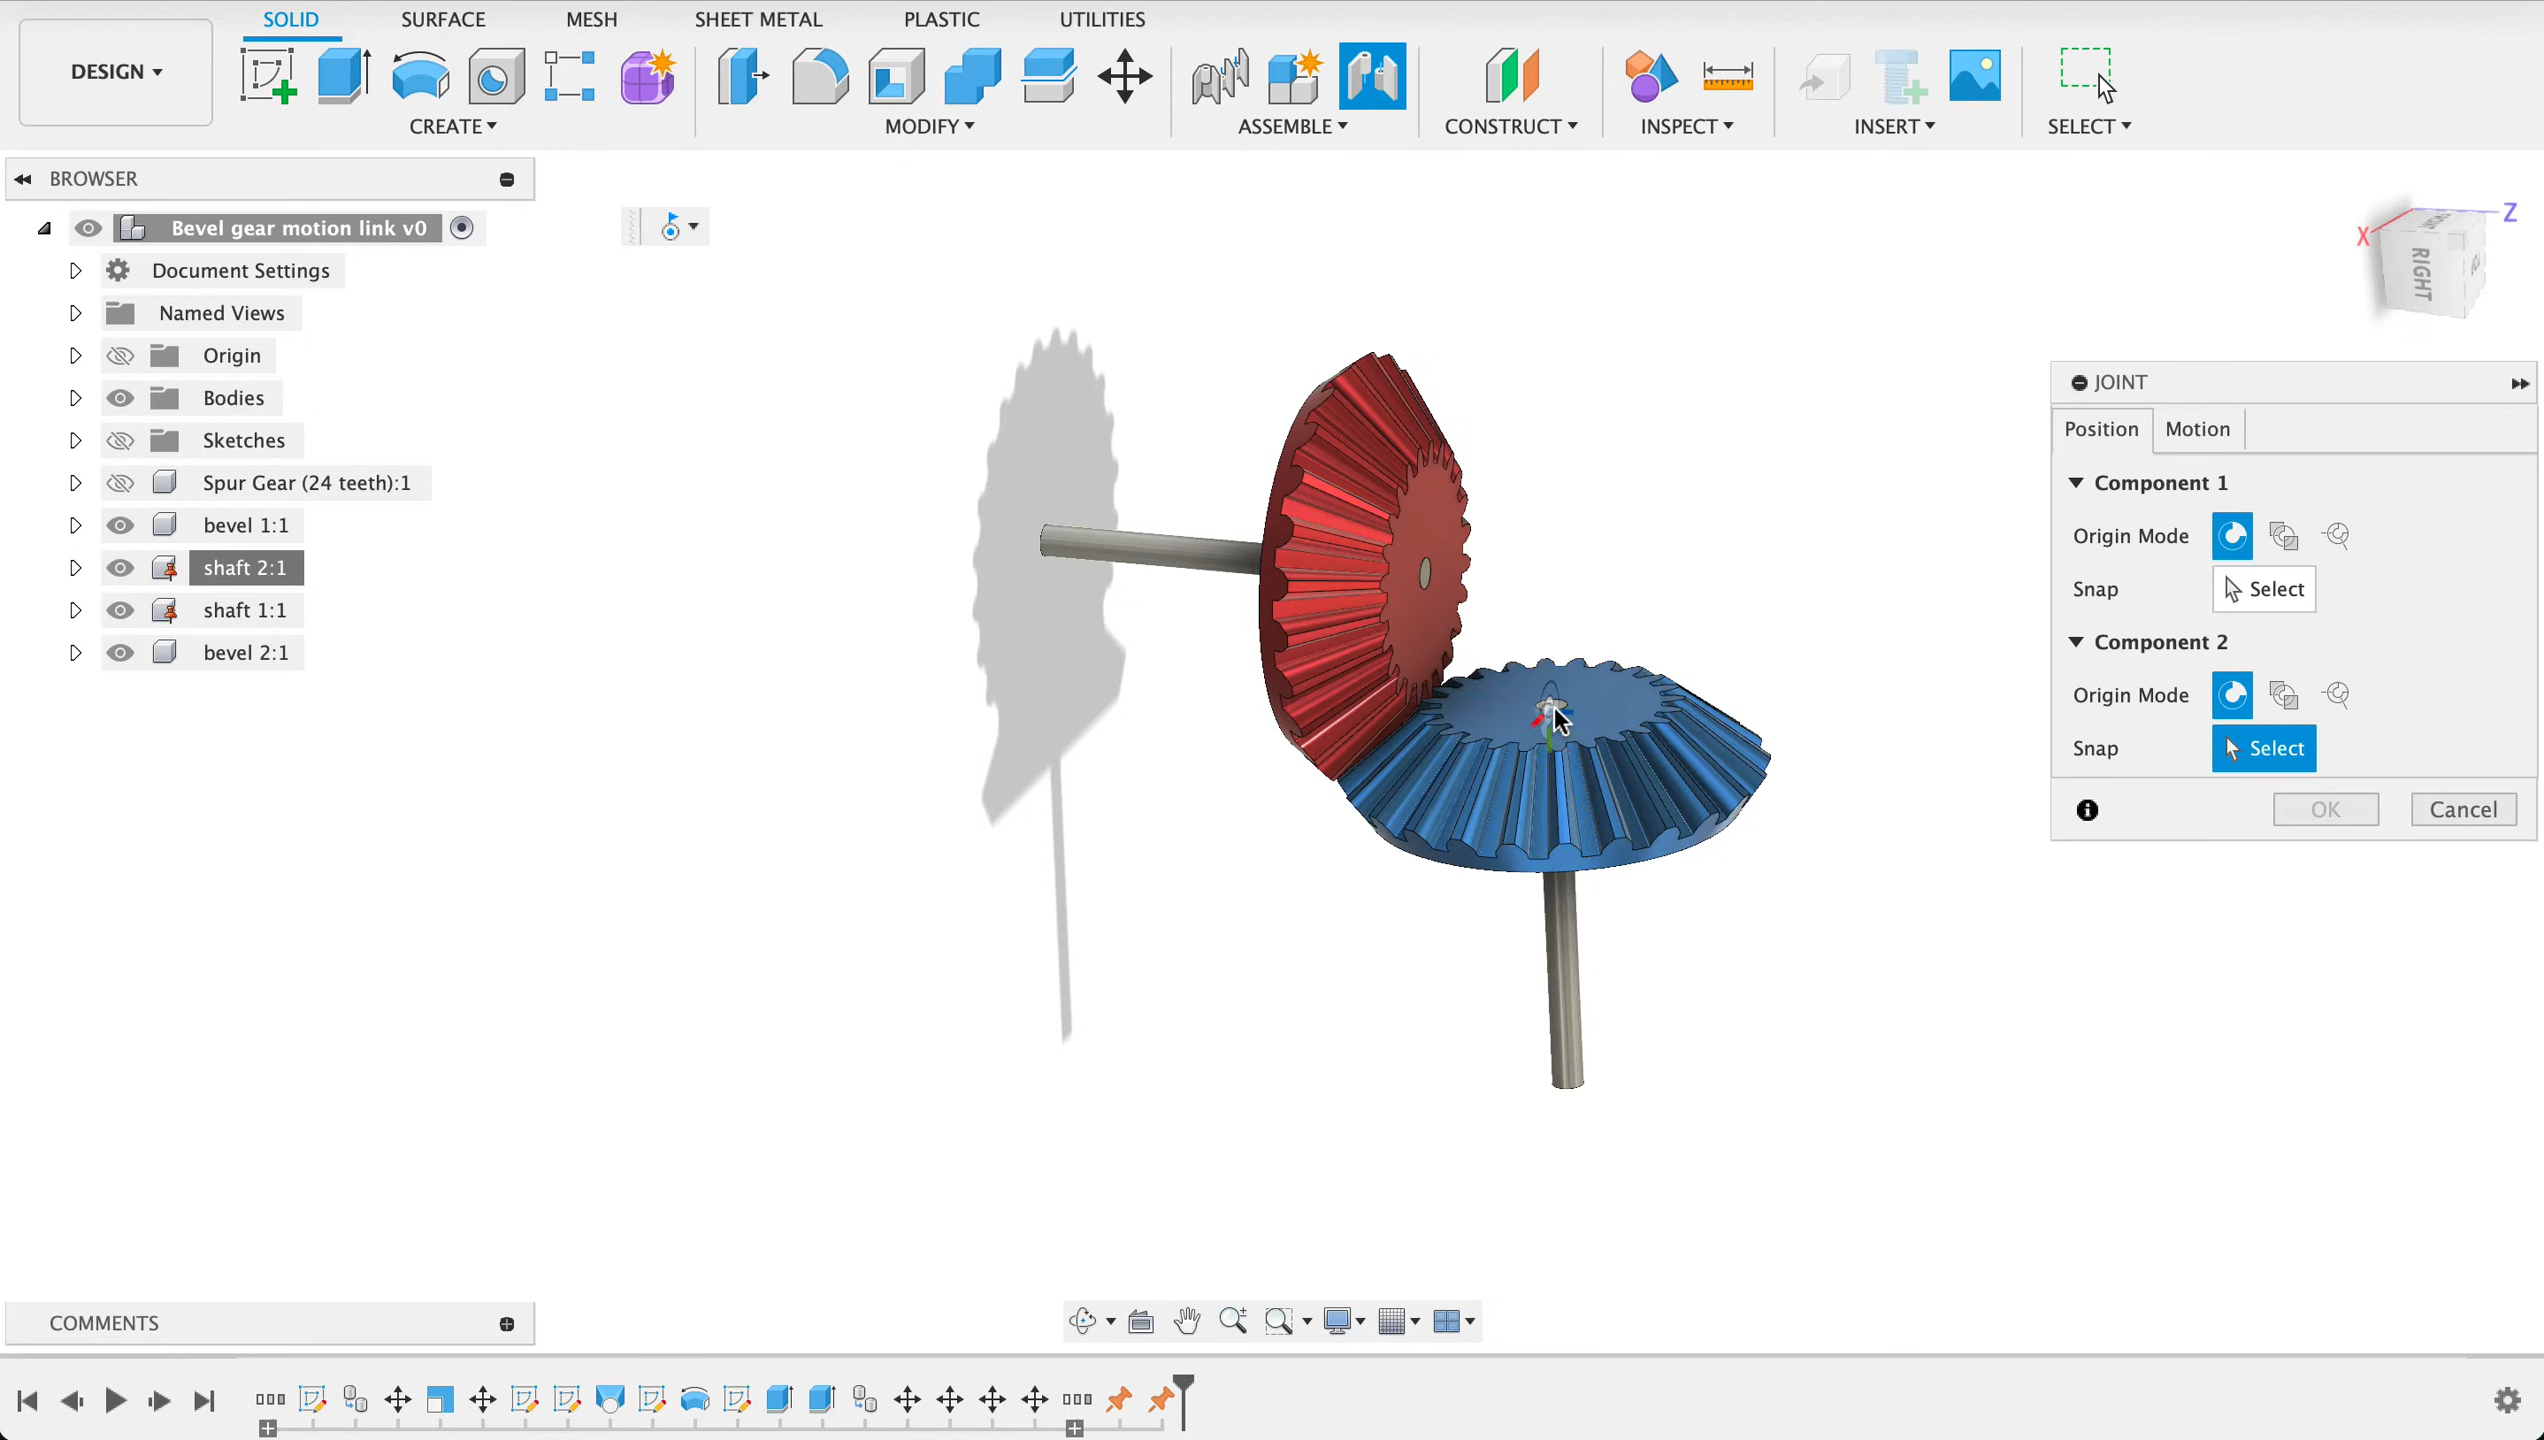 SOLID SURFACE MESH SHEET METAL PLASTIC UTILITIES
DESIGN
CREATE MODIFY ASSEMBLE CONSTRUCT INSPECT INSERT SELECT
BROWSER
Bevel gear motion link v0
Document Settings
Named Views
Origin
Bodies
Sketches
Spur Gear (24 teeth):1
bevel 1:1
shaft 2:1
shaft 1:1
bevel 2:1
X
Z
RIGHT
JOINT
Position Motion
Component 1
Origin Mode
Snap Select
Component 2
Origin Mode
Snap Select
OK Cancel
COMMENTS